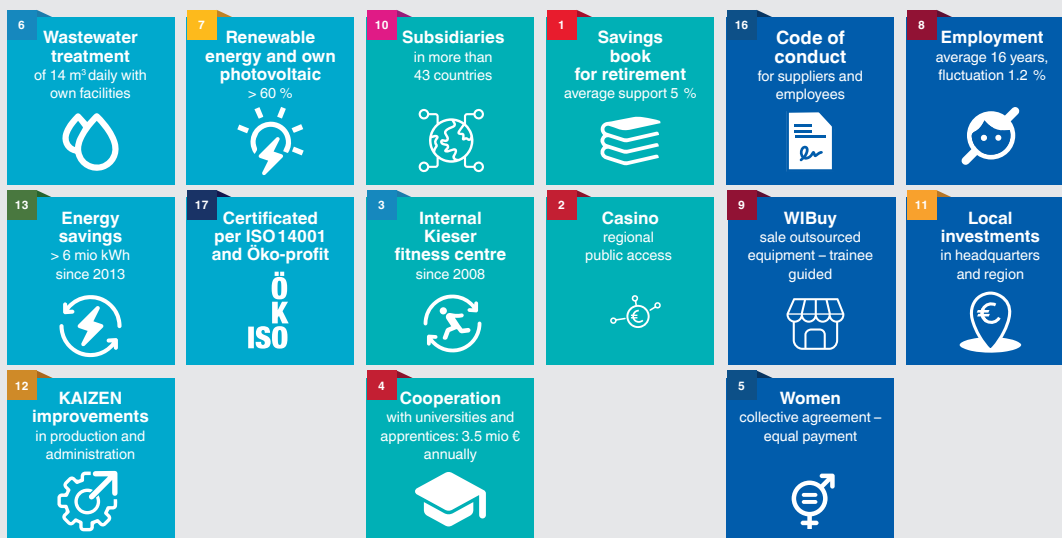 6
Wastewater
treatment
of 14 m³ daily with
own facilities
7
Renewable
energy and own
photovoltaic
> 60 %
10
Subsidiaries
in more than
43 countries
1
Savings
book
for retirement
average support 5 %
16
Code of
conduct
for suppliers and
employees
8
Employment
average 16 years,
fluctuation 1.2 %
13
Energy
savings
> 6 mio kWh
since 2013
17
Certificated
per ISO 14001
and Öko-profit
Ö
K
ISO
3
Internal
Kieser
fitness centre
since 2008
2
Casino
regional
public access
€
9
WIBuy
sale outsourced
equipment – trainee
guided
11
Local
investments
in headquarters
and region
€
12
KAIZEN
improvements
in production and
administration
4
Cooperation
with universities and
apprentices: 3.5 mio €
annually
5
Women
collective agreement –
equal payment